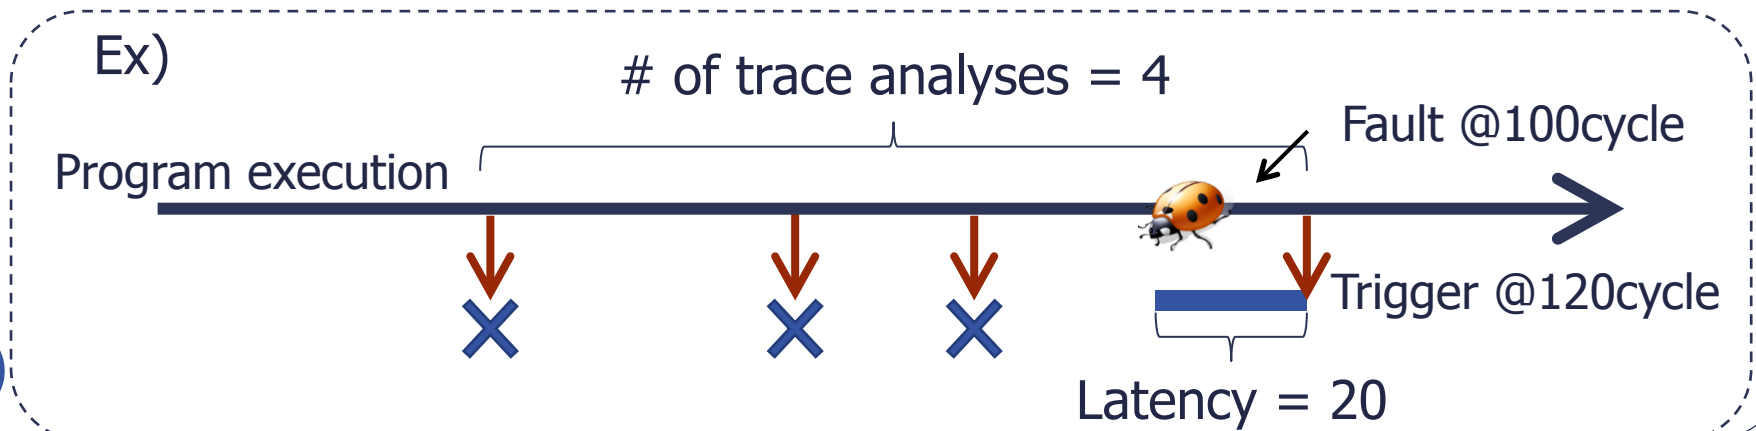 Ex)
# of trace analyses = 4
Fault @100cycle
Program execution
Trigger @120cycle
Latency = 20